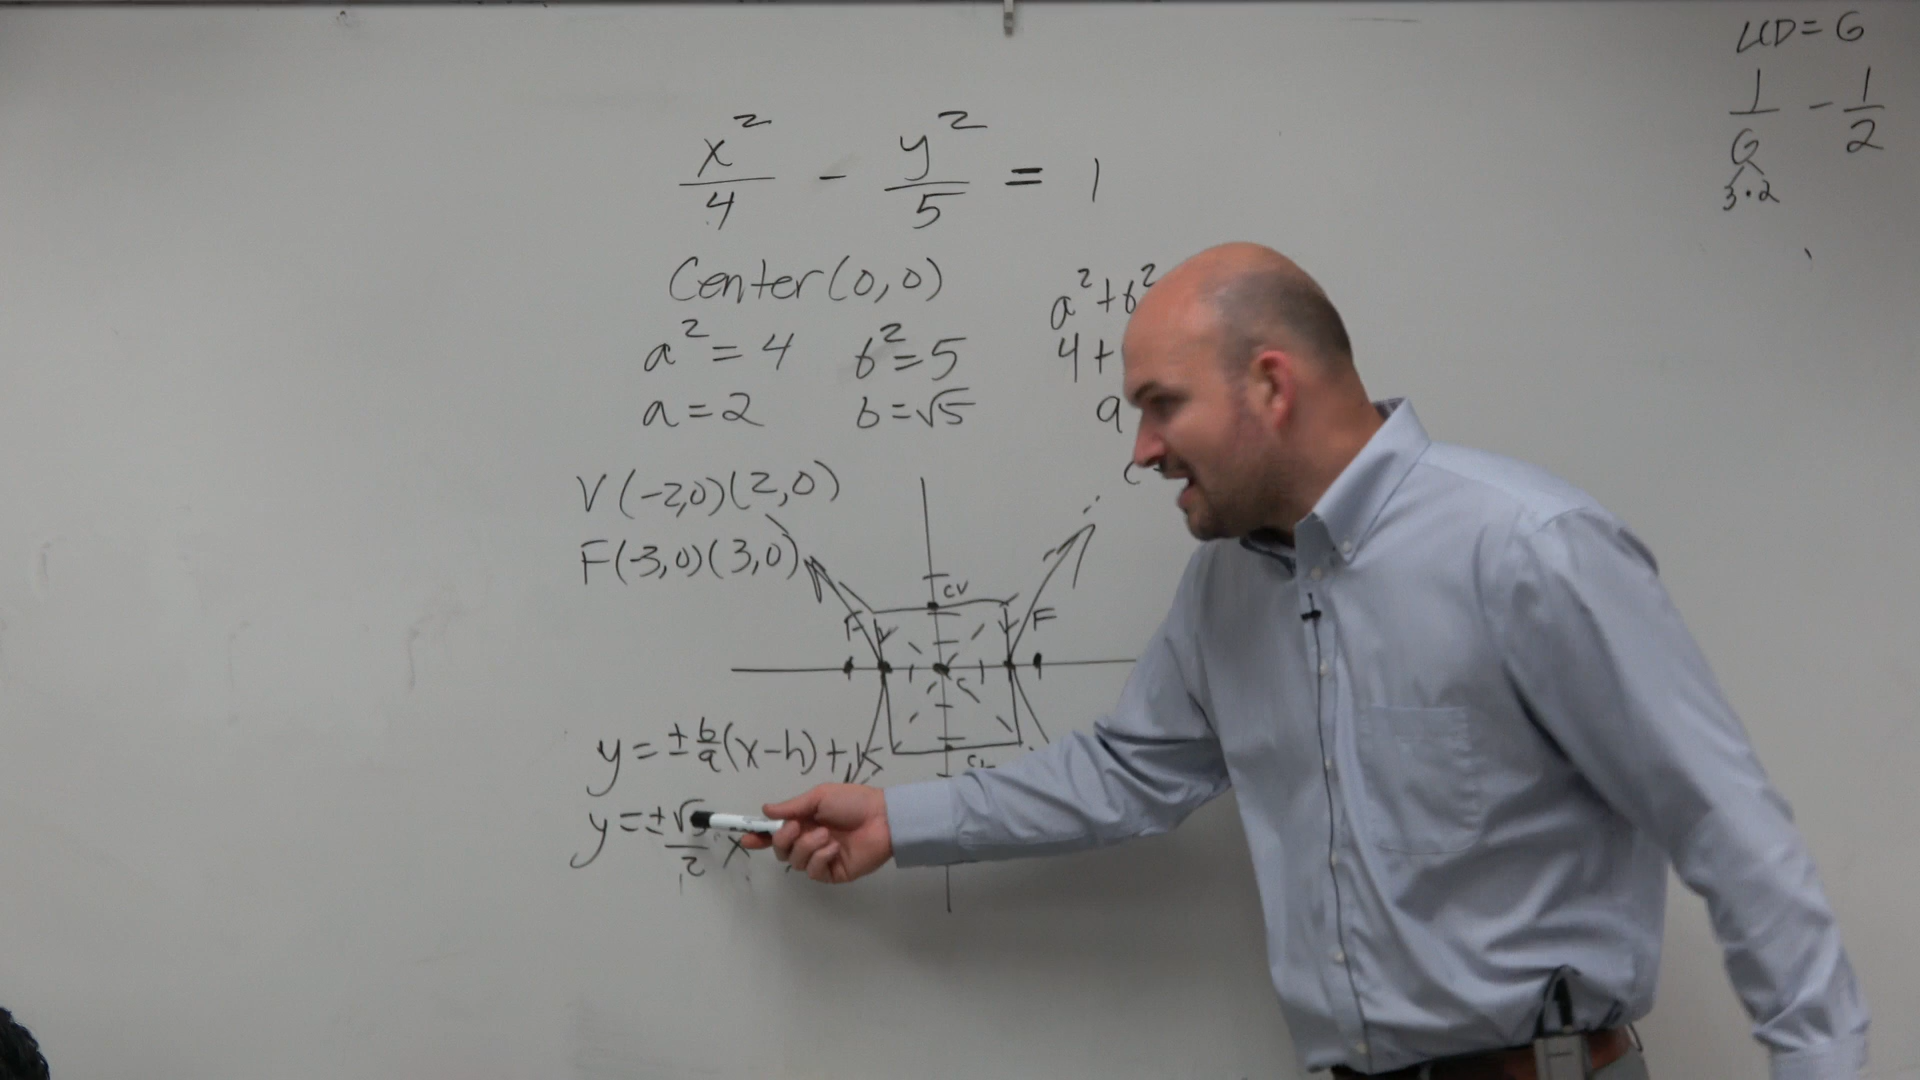 LCD = 6
1/6 - 1/2
3·2
x²/4 - y²/5 = 1
Center (0,0)
a² + b²
a² = 4 b² = 5
4 +
a = 2 b = √5
9
V (-2,0) (2,0)
F (-3,0) (3,0)
CV
F V V F
C
y = ± b/a (x-h) + k
y = ± √5/2 x